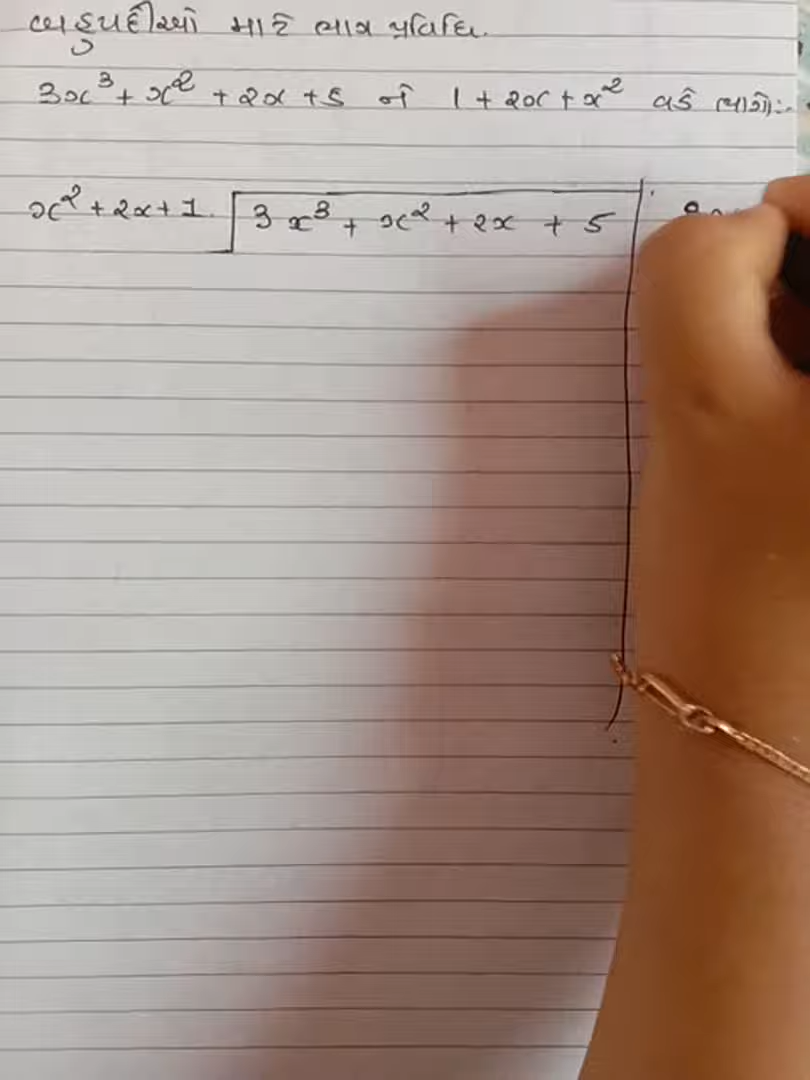 બહુપદીઓ માટે ભાગ પ્રવિધિ.
3x³ + x² + 2x + 5 ને 1 + 2x + x² વડે ભાગો:-
x² + 2x + 1. 3x³ + x² + 2x + 5